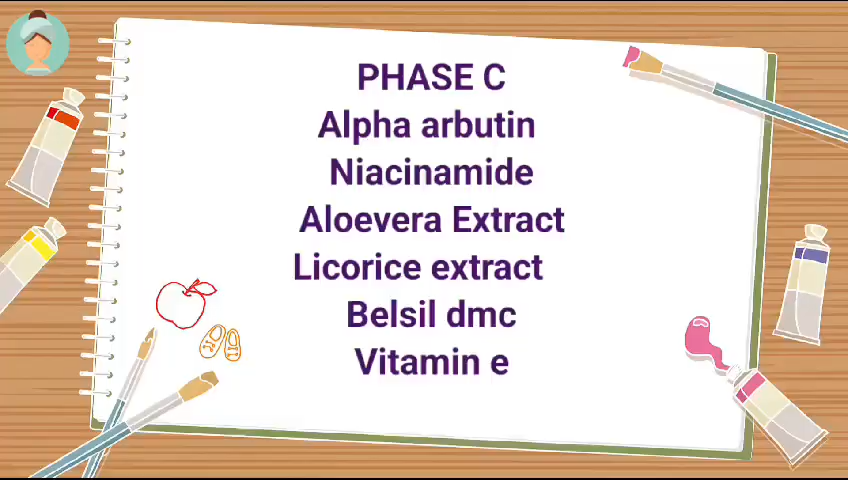 PHASE C
Alpha arbutin
Niacinamide
Aloevera Extract
Licorice extract
Belsil dmc
Vitamin e